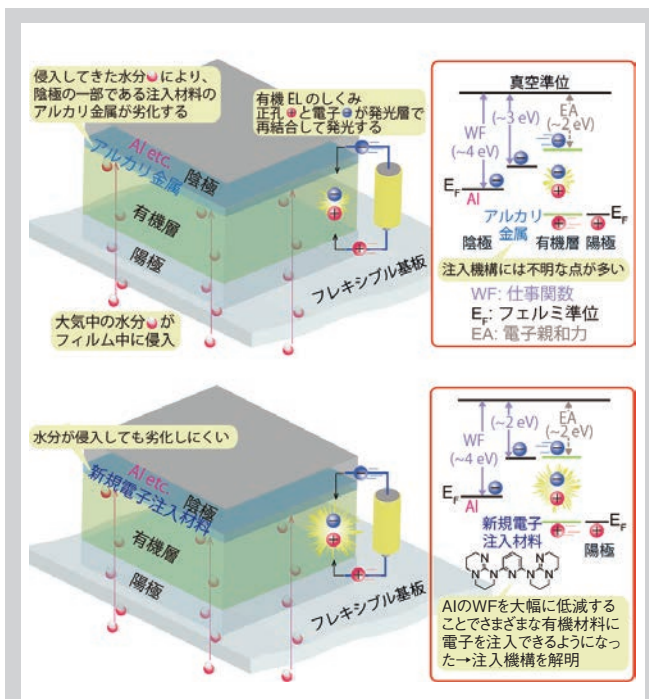 侵入してきた水分により、
陰極の一部である注入材料の
アルカリ金属が劣化する
有機ELのしくみ
正孔と電子が発光層で
再結合して発光する
Al etc.
アルカリ金属
陰極
有機層
陽極
フレキシブル基板
大気中の水分が
フィルム中に侵入
真空準位
WF
(~4 eV)
(~3 eV)
EA
(~2 eV)
EF
Al
アルカリ
金属
陰極
有機層
陽極
EF
注入機構には不明な点が多い
WF: 仕事関数
EF: フェルミ準位
EA: 電子親和力
水分が侵入しても劣化しにくい
Al etc.
新規電子注入材料
陰極
有機層
陽極
フレキシブル基板
WF
(~4 eV)
(~2 eV)
EA
(~2 eV)
EF
Al
新規電子
注入材料
EF
陽極
N N N N N N N
AlのWFを大幅に低減する
ことでさまざまな有機材料に
電子を注入できるようになっ
た→注入機構を解明